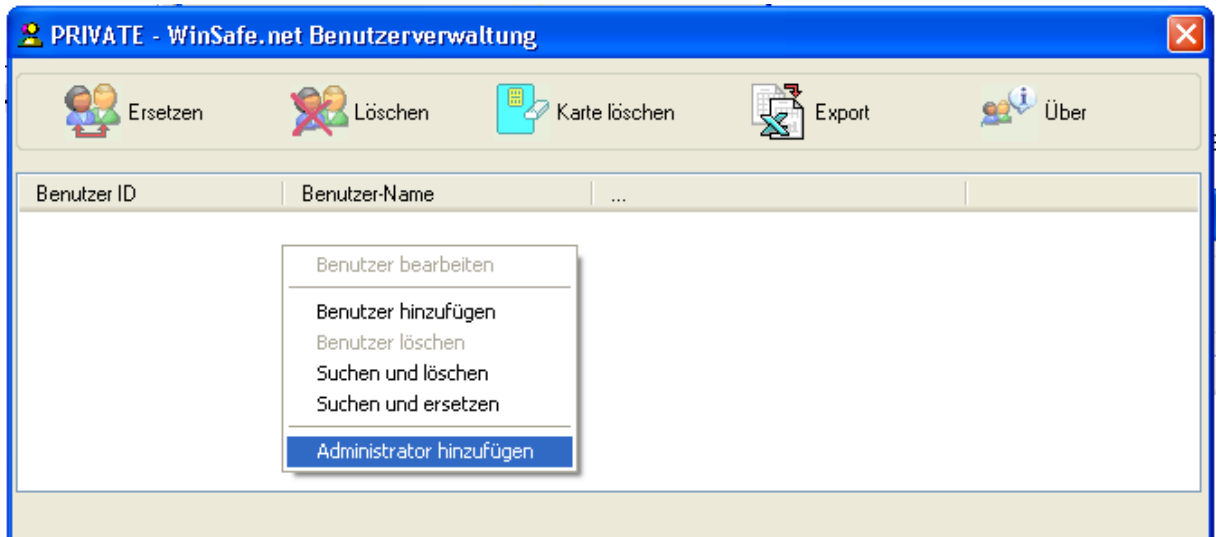 PRIVATE - WinSafe.net Benutzerverwaltung
Ersetzen Löschen Karte löschen Export Über
Benutzer ID Benutzer-Name ...
Benutzer bearbeiten
Benutzer hinzufügen
Benutzer löschen
Suchen und löschen
Suchen und ersetzen
Administrator hinzufügen